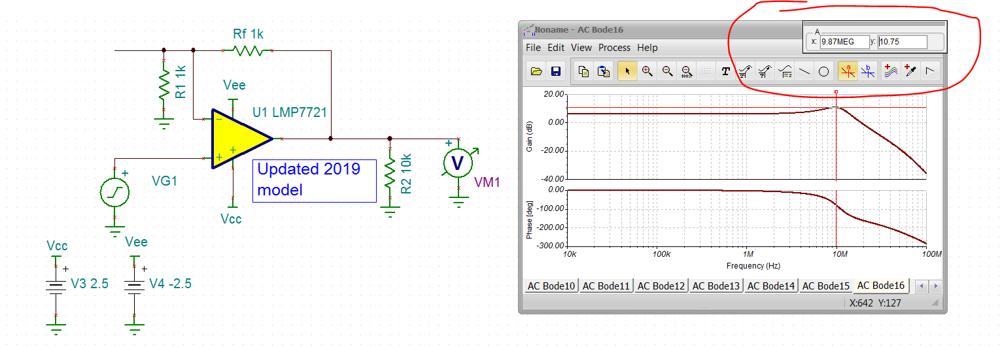 Rf 1k
R1 1k
Vee
U1 LMP7721
Updated 2019
model
VG1
Vcc
R2 10k
V
VM1
Vcc
Vee
V3 2.5
V4 -2.5
Noname - AC Bode16
A
x: 9.87MEG y: 10.75
File Edit View Process Help
100%
T
a
b
20.00
0.00
-20.00
-40.00
Gain (dB)
0.00
-100.00
-200.00
-300.00
Phase [deg]
10k 100k 1M 10M 100M
Frequency (Hz)
AC Bode10 AC Bode11 AC Bode12 AC Bode13 AC Bode14 AC Bode15 AC Bode16
X:642 Y:127